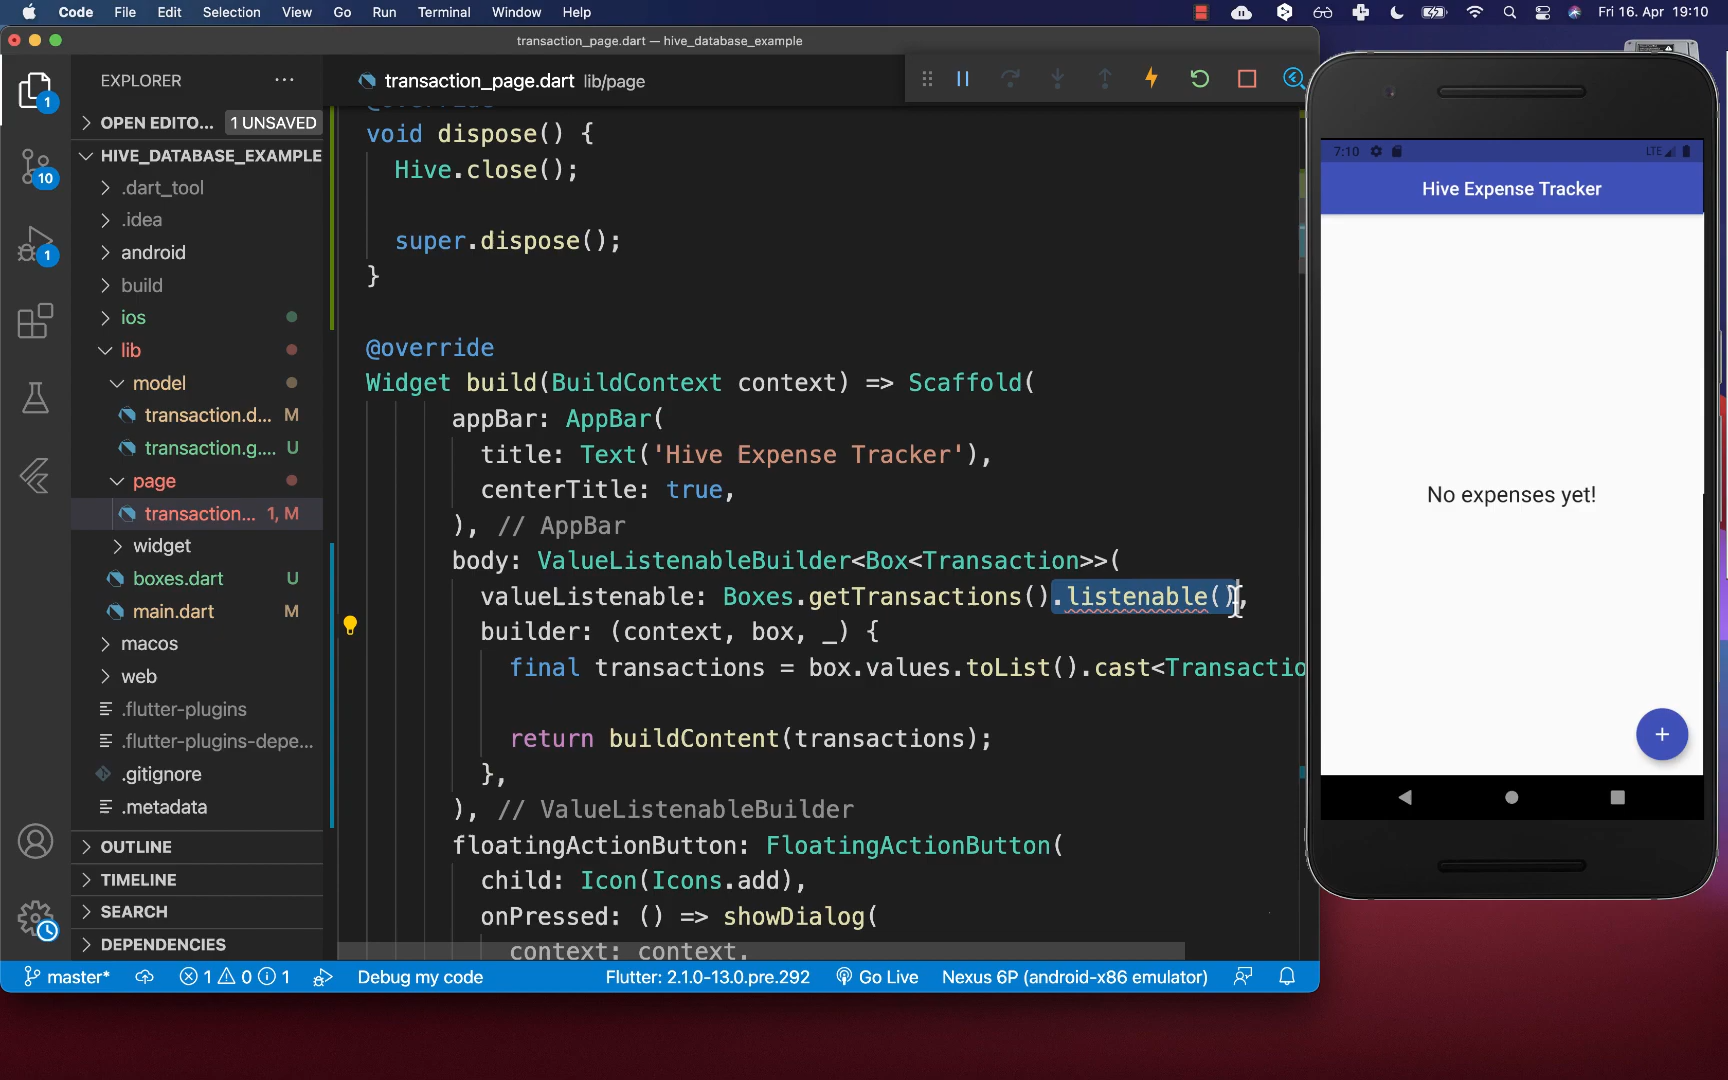 Code File Edit Selection View Go Run Terminal Window Help Fri 16. Apr 19:10
transaction_page.dart — hive_database_example
EXPLORER ...
transaction_page.dart lib/page
OPEN EDITO... 1 UNSAVED
HIVE_DATABASE_EXAMPLE
.dart_tool
.idea
android
build
ios
lib
model
transaction.d... M
transaction.g.... U
page
transaction... 1, M
widget
boxes.dart U
main.dart M
macos
web
.flutter-plugins
.flutter-plugins-depe...
.gitignore
.metadata
OUTLINE
TIMELINE
SEARCH
DEPENDENCIES
1
10
1
@override
void dispose() {
Hive.close();
super.dispose();
}
@override
Widget build(BuildContext context) => Scaffold(
appBar: AppBar(
title: Text('Hive Expense Tracker'),
centerTitle: true,
), // AppBar
body: ValueListenableBuilder<Box<Transaction>>(
valueListenable: Boxes.getTransactions().listenable(),
builder: (context, box, _) {
final transactions = box.values.toList().cast<Transactio
return buildContent(transactions);
},
), // ValueListenableBuilder
floatingActionButton: FloatingActionButton(
child: Icon(Icons.add),
onPressed: () => showDialog(
context: context,
master* 1 0 1 Debug my code Flutter: 2.1.0-13.0.pre.292 Go Live Nexus 6P (android-x86 emulator)
7:10 LTE
Hive Expense Tracker
No expenses yet!
+